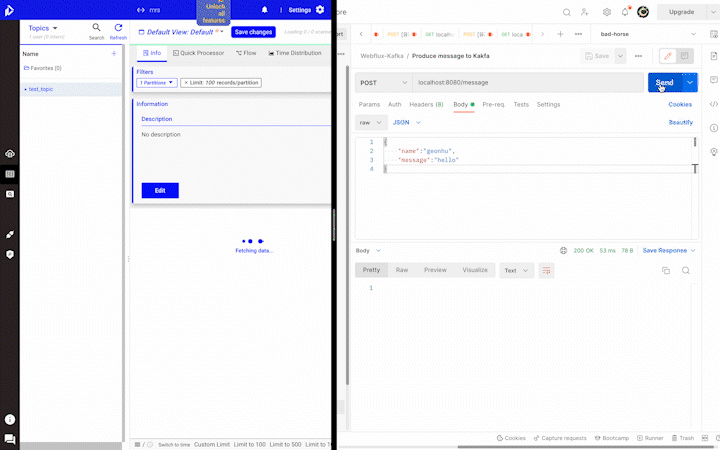 mrs
Unlock
all
features
Settings
Topics
Search
Refresh
1 user (0 others)
Name
Favorites (0)
test_topic
Default View: Default
Save changes
Info
Quick Processor
Flow
Time Distribution
Filters
1 Partitions
× Limit: 100 records/partition
Information
Description
No description
Edit
Fetching data...
Switch to time
Custom Limit
Limit to 100
Limit to 500
ore
Upgrade
GET
POST
POST
GET
bad-horse
Webflux-Kafka / Produce message to Kakfa
Save
POST
localhost:8080/message
Send
Params
Auth
Headers (8)
Body
Pre-req.
Tests
Settings
Cookies
raw
JSON
Beautify
1 {
2 "name":"geonhu",
3 "message":"hello"
4 }
Body
200 OK
53 ms
78 B
Save Response
Pretty
Raw
Preview
Visualize
Text
1
Cookies
Capture requests
Bootcamp
Runner
Trash